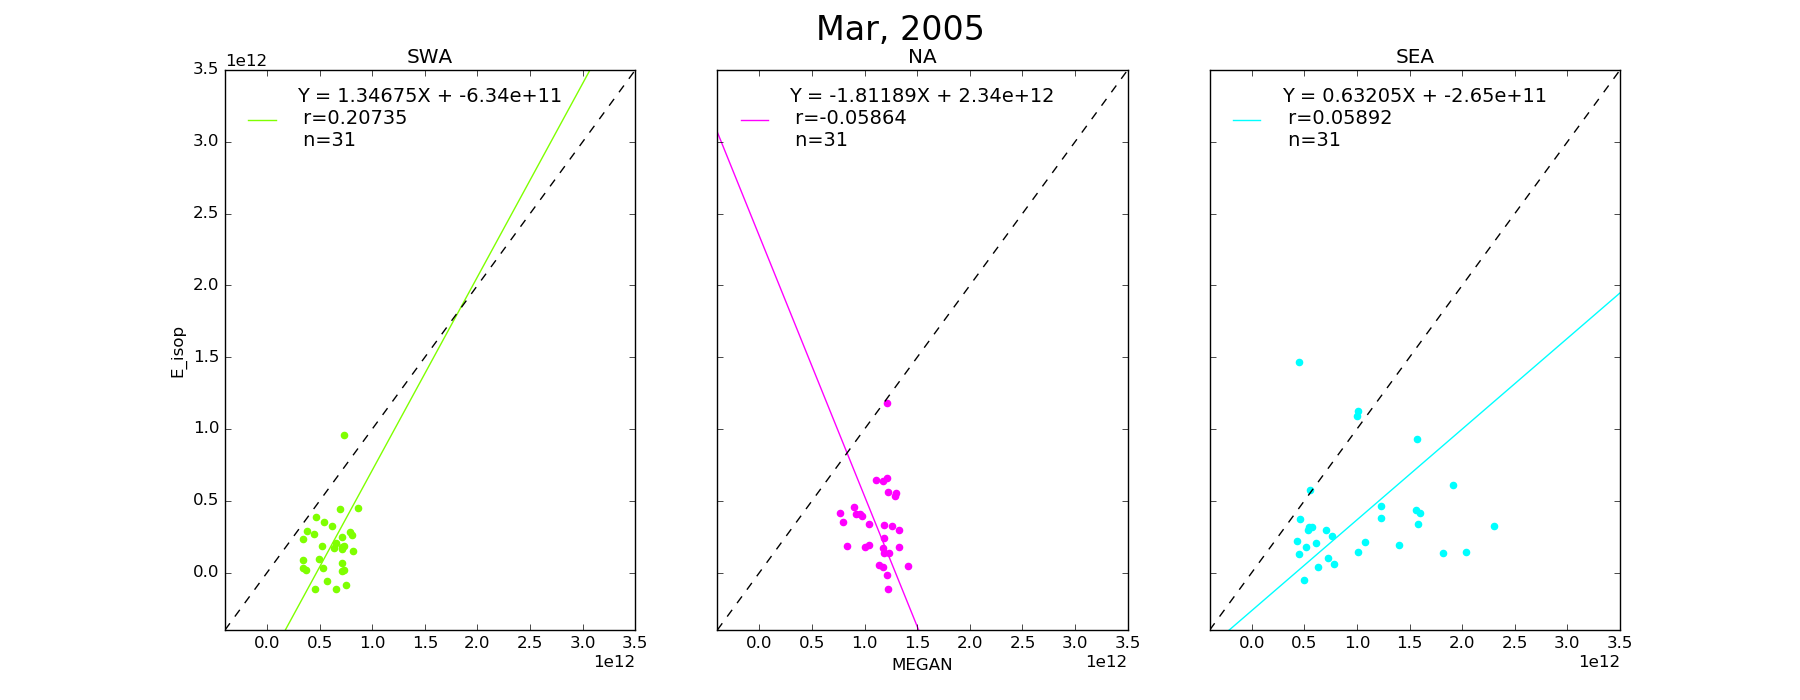 Mar, 2005
SWA
1e12
3.5
3.0
2.5
2.0
1.5
1.0
0.5
0.0
E_isop
Y = 1.34675X + -6.34e+11
r=0.20735
n=31
0.0 0.5 1.0 1.5 2.0 2.5 3.0 3.5
1e12
NA
Y = -1.81189X + 2.34e+12
r=-0.05864
n=31
0.0 0.5 1.0 1.5 2.0 2.5 3.0 3.5
MEGAN 1e12
SEA
Y = 0.63205X + -2.65e+11
r=0.05892
n=31
0.0 0.5 1.0 1.5 2.0 2.5 3.0 3.5
1e12